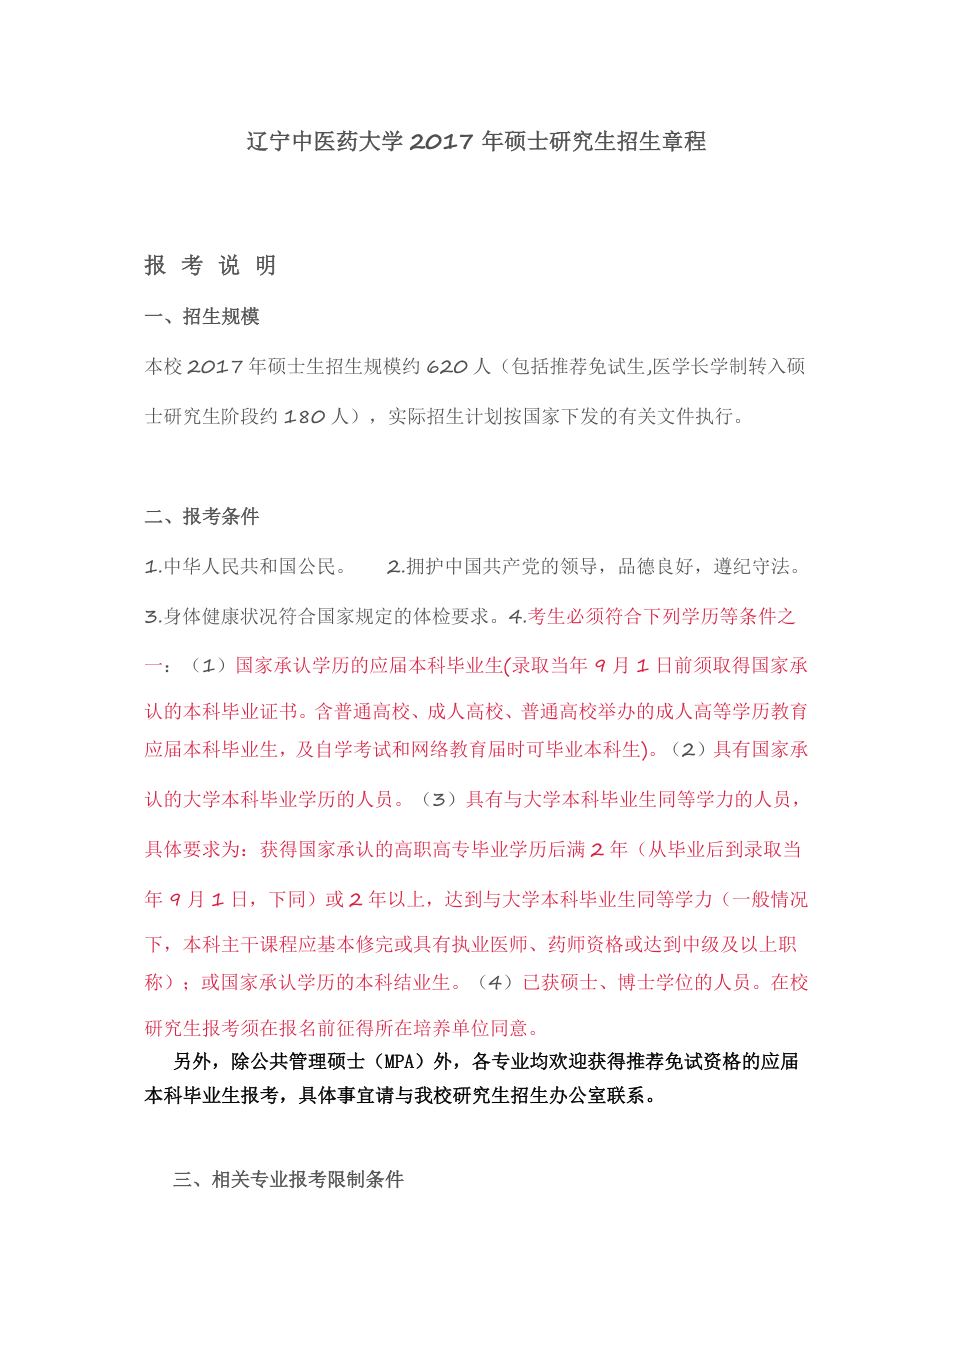 辽宁中医药大学 2017 年硕士研究生招生章程
报 考 说 明
一、招生规模
本校 2017 年硕士生招生规模约 620 人（包括推荐免试生,医学长学制转入硕
士研究生阶段约 180 人），实际招生计划按国家下发的有关文件执行。
二、报考条件
1.中华人民共和国公民。 2.拥护中国共产党的领导，品德良好，遵纪守法。
3.身体健康状况符合国家规定的体检要求。4.考生必须符合下列学历等条件之
一：（1）国家承认学历的应届本科毕业生(录取当年 9 月 1 日前须取得国家承
认的本科毕业证书。含普通高校、成人高校、普通高校举办的成人高等学历教育
应届本科毕业生，及自学考试和网络教育届时可毕业本科生)。（2）具有国家承
认的大学本科毕业学历的人员。（3）具有与大学本科毕业生同等学力的人员，
具体要求为：获得国家承认的高职高专毕业学历后满 2 年（从毕业后到录取当
年 9 月 1 日，下同）或 2 年以上，达到与大学本科毕业生同等学力（一般情况
下，本科主干课程应基本修完或具有执业医师、药师资格或达到中级及以上职
称）；或国家承认学历的本科结业生。（4）已获硕士、博士学位的人员。在校
研究生报考须在报名前征得所在培养单位同意。
另外，除公共管理硕士（MPA）外，各专业均欢迎获得推荐免试资格的应届
本科毕业生报考，具体事宜请与我校研究生招生办公室联系。
三、相关专业报考限制条件